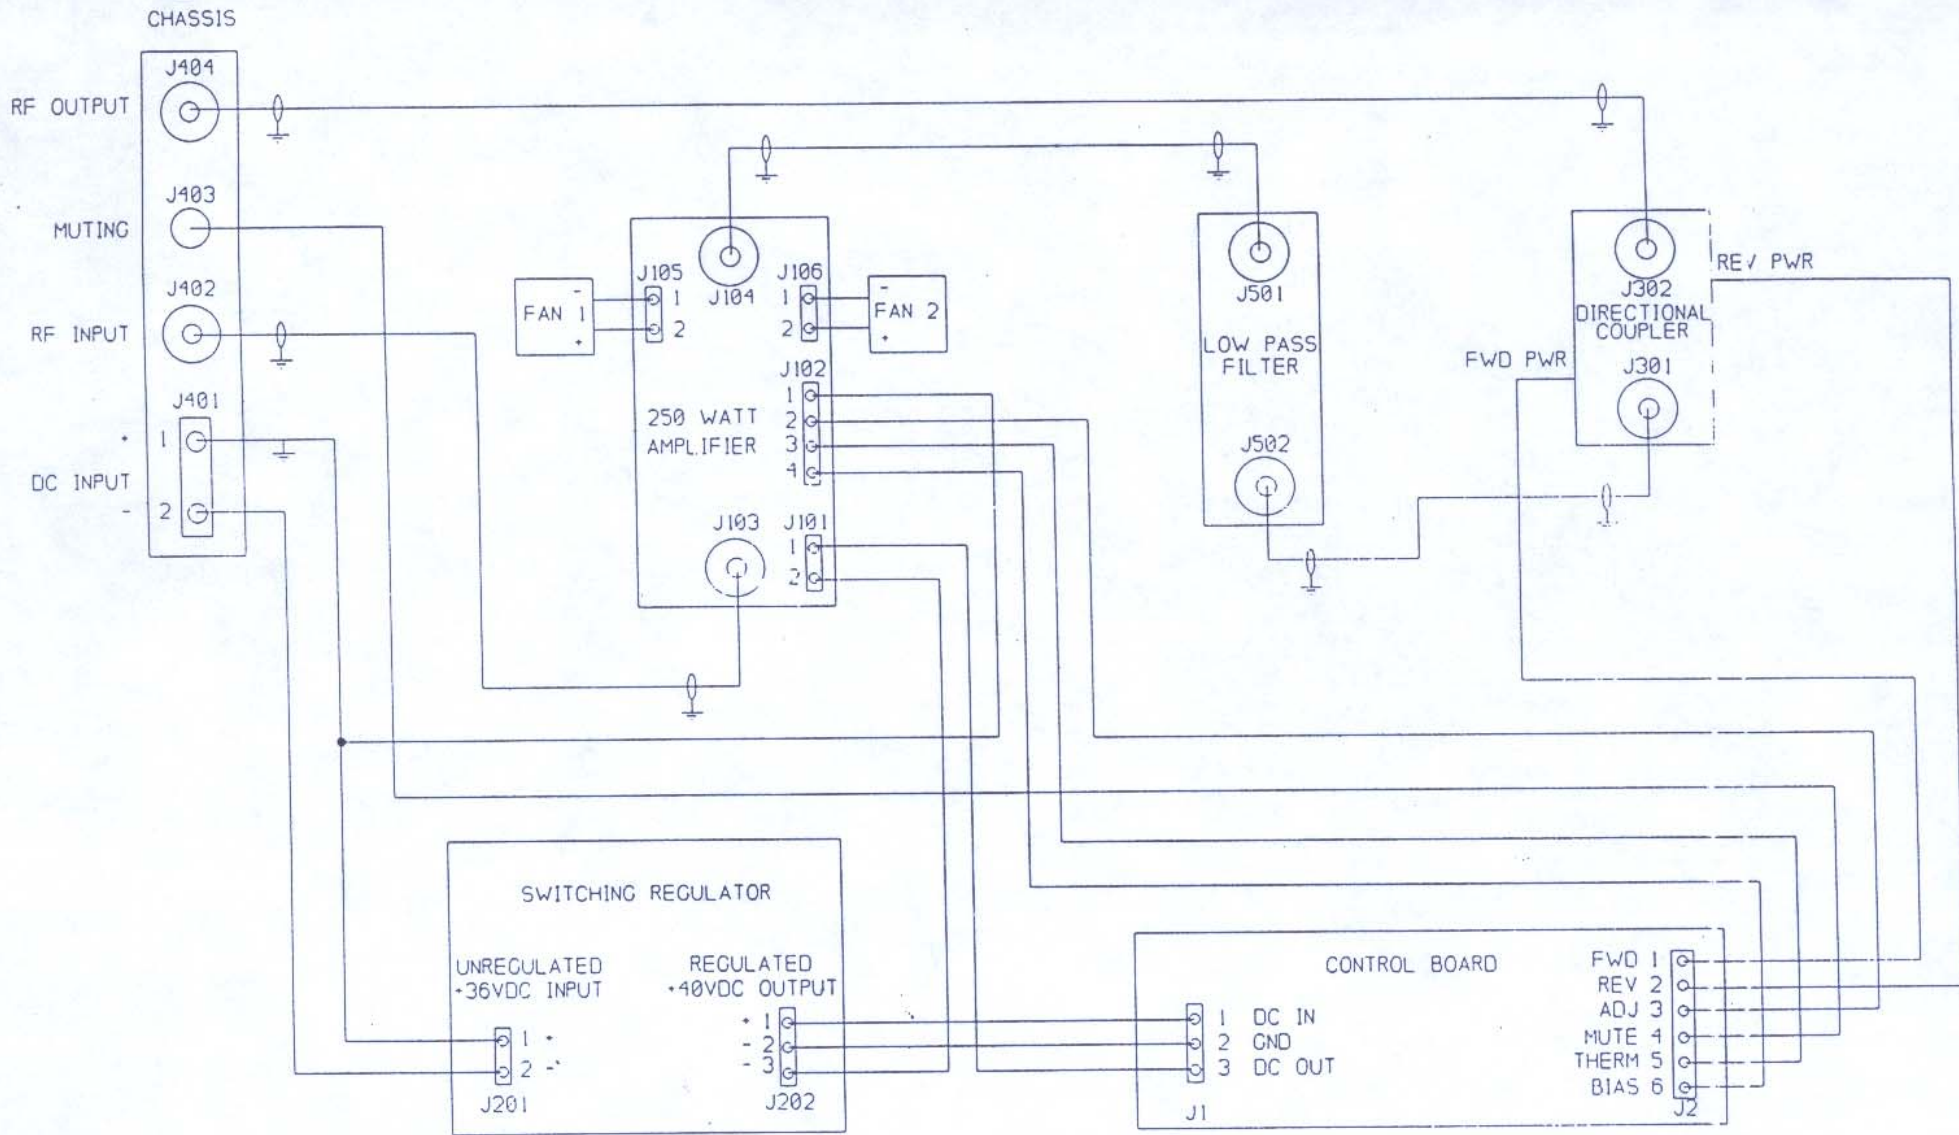 CHASSIS
J404
RF OUTPUT
J403
MUTING
J402
RF INPUT
J401
+ 1
DC INPUT
- 2
J105
1
2
FAN 1
-
+
J104
J106
1
2
FAN 2
-
+
J102
1
2
3
4
250 WATT
AMPLIFIER
J103
J101
1
2
J501
LOW PASS
FILTER
J502
J302
DIRECTIONAL
COUPLER
J301
REV PWR
FWD PWR
SWITCHING REGULATOR
UNREGULATED
+36VDC INPUT
REGULATED
+40VDC OUTPUT
1 +
2 -
J201
+ 1
- 2
- 3
J202
CONTROL BOARD
1 DC IN
2 GND
3 DC OUT
J1
FWD 1
REV 2
ADJ 3
MUTE 4
THERM 5
BIAS 6
J2